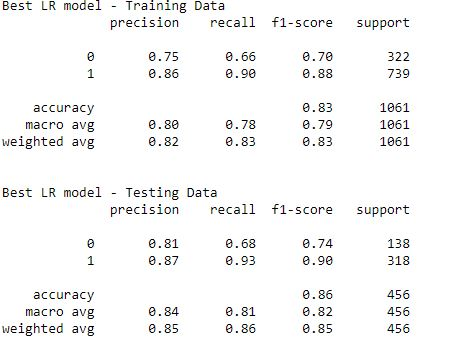 Best LR model - Training Data
precision recall f1-score support
0 0.75 0.66 0.70 322
1 0.86 0.90 0.88 739
accuracy 0.83 1061
macro avg 0.80 0.78 0.79 1061
weighted avg 0.82 0.83 0.83 1061
Best LR model - Testing Data
precision recall f1-score support
0 0.81 0.68 0.74 138
1 0.87 0.93 0.90 318
accuracy 0.86 456
macro avg 0.84 0.81 0.82 456
weighted avg 0.85 0.86 0.85 456